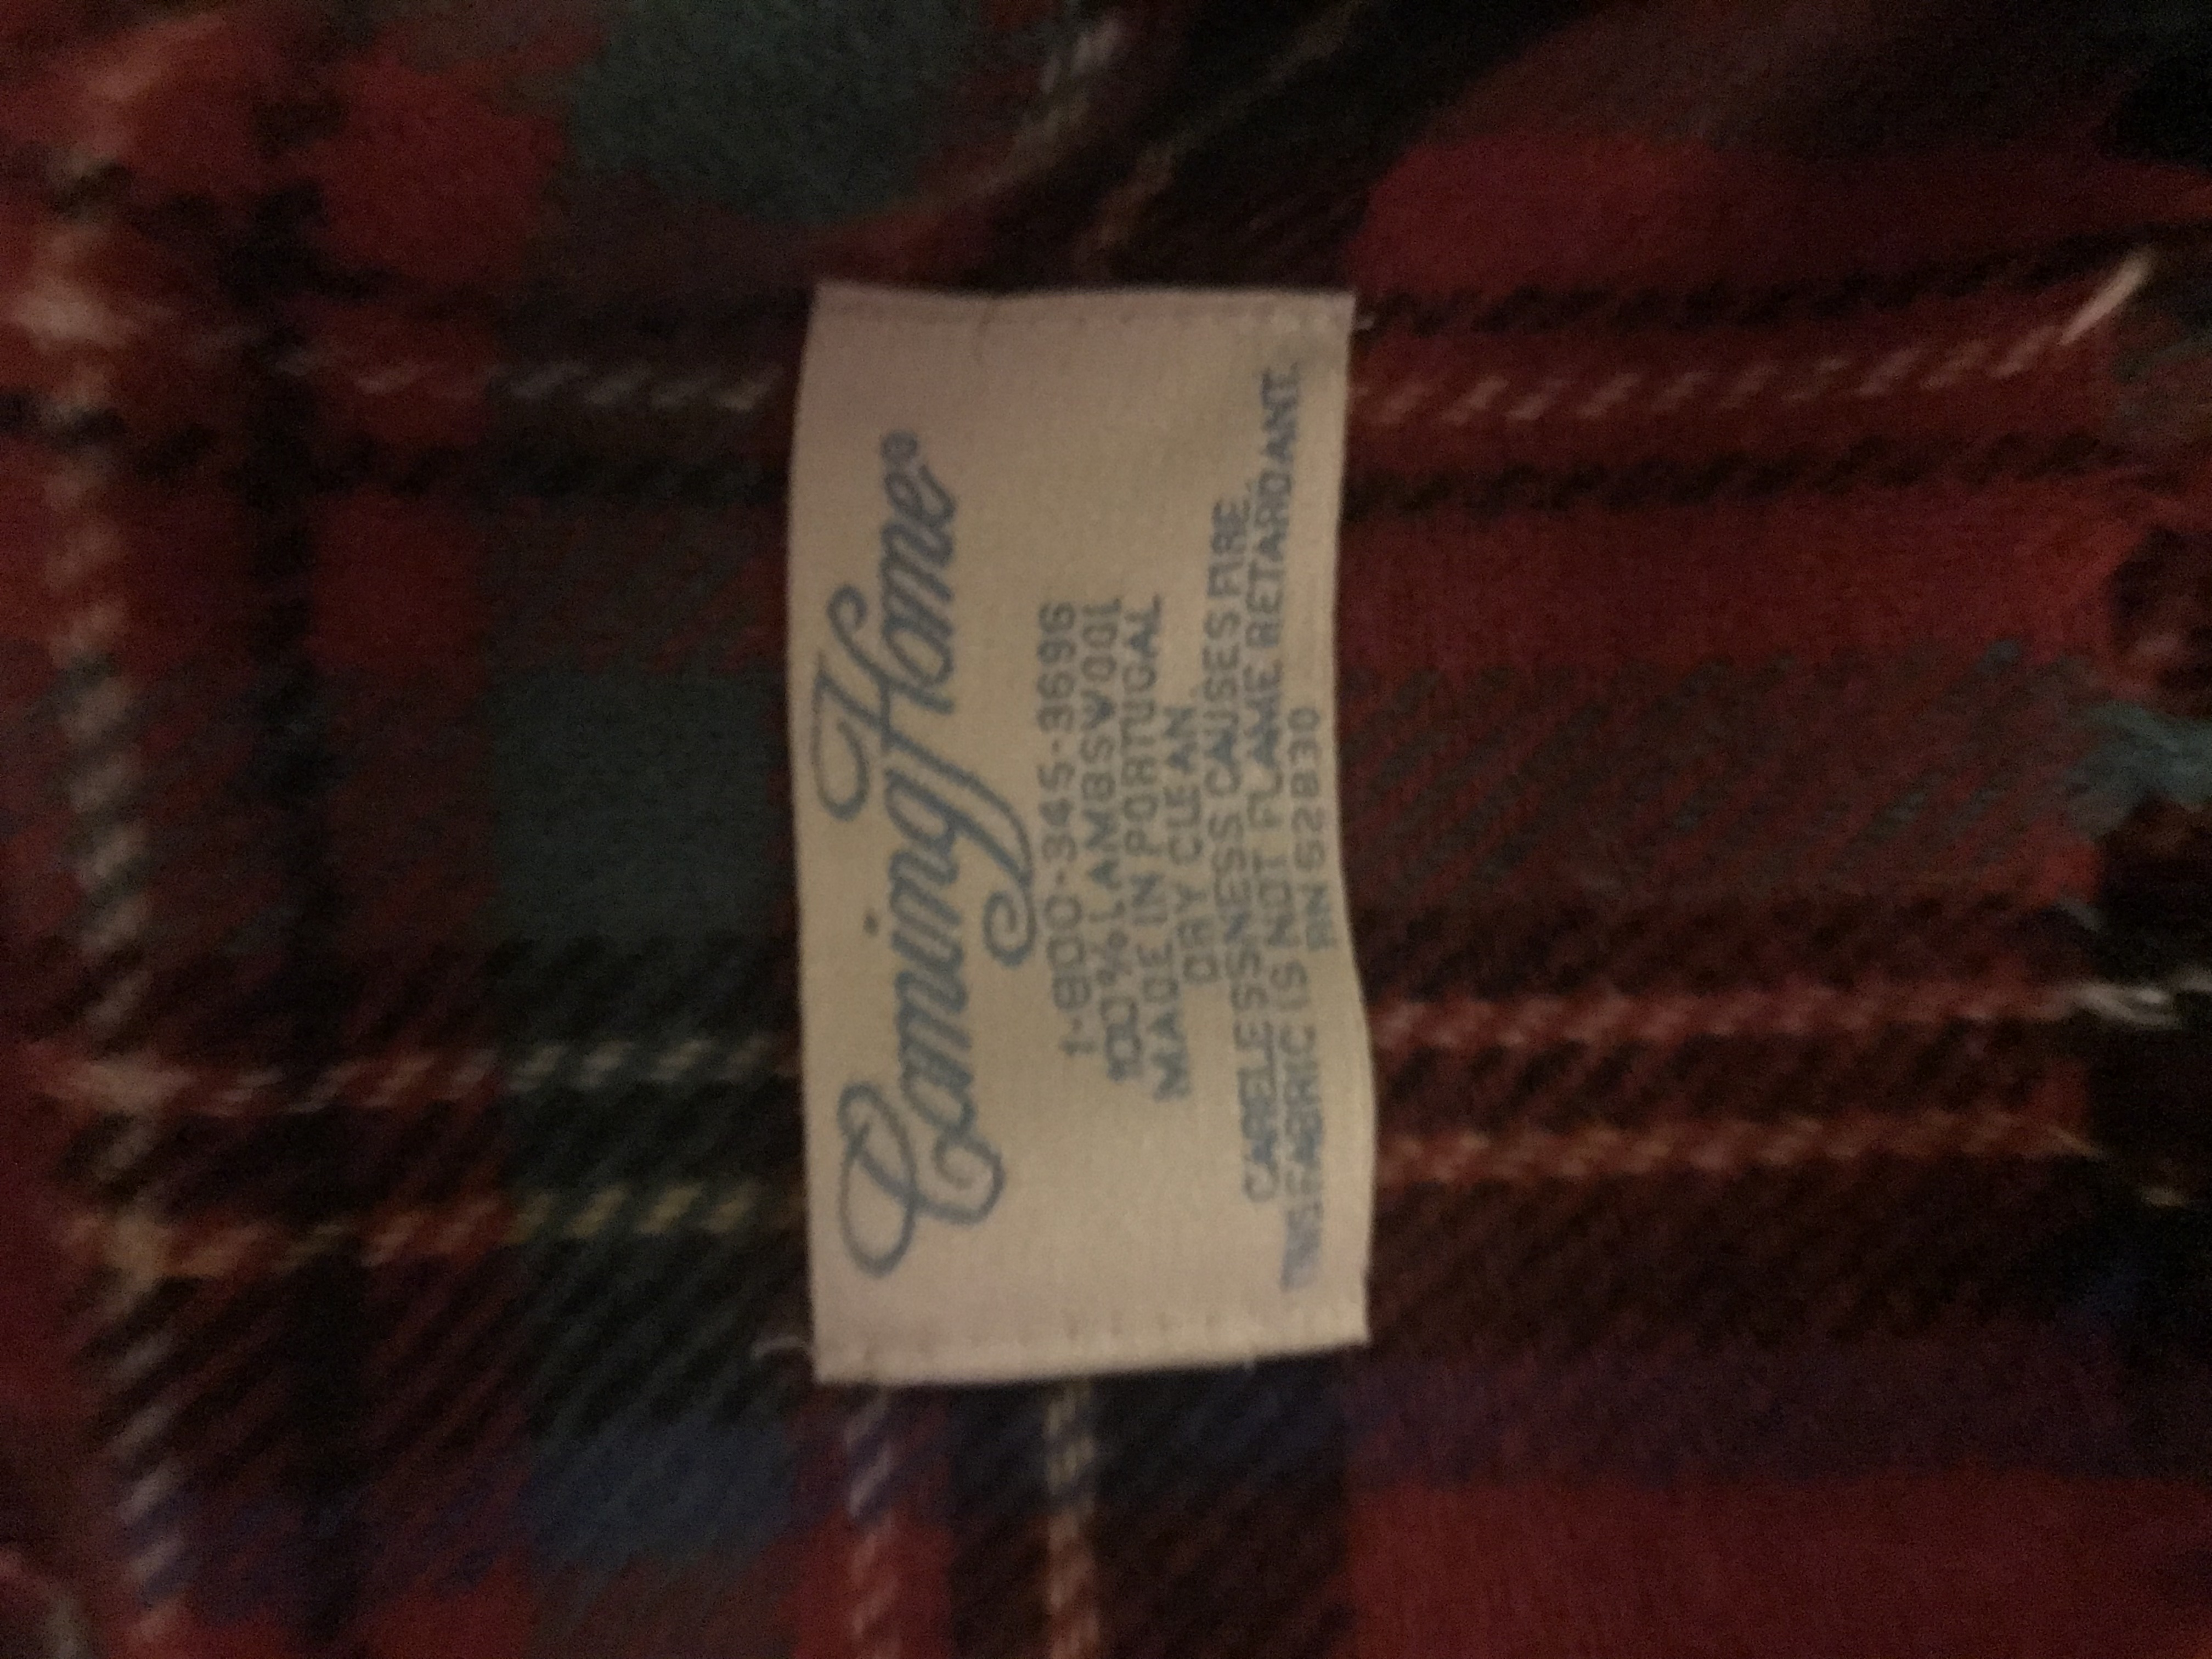 Coming Home®
1-800-345-3696
100% LAMBSWOOL
MADE IN PORTUGAL
DRY CLEAN
CARELESSNESS CAUSES FIRE.
THIS FABRIC IS NOT FLAME RETARDANT.
RN 62830